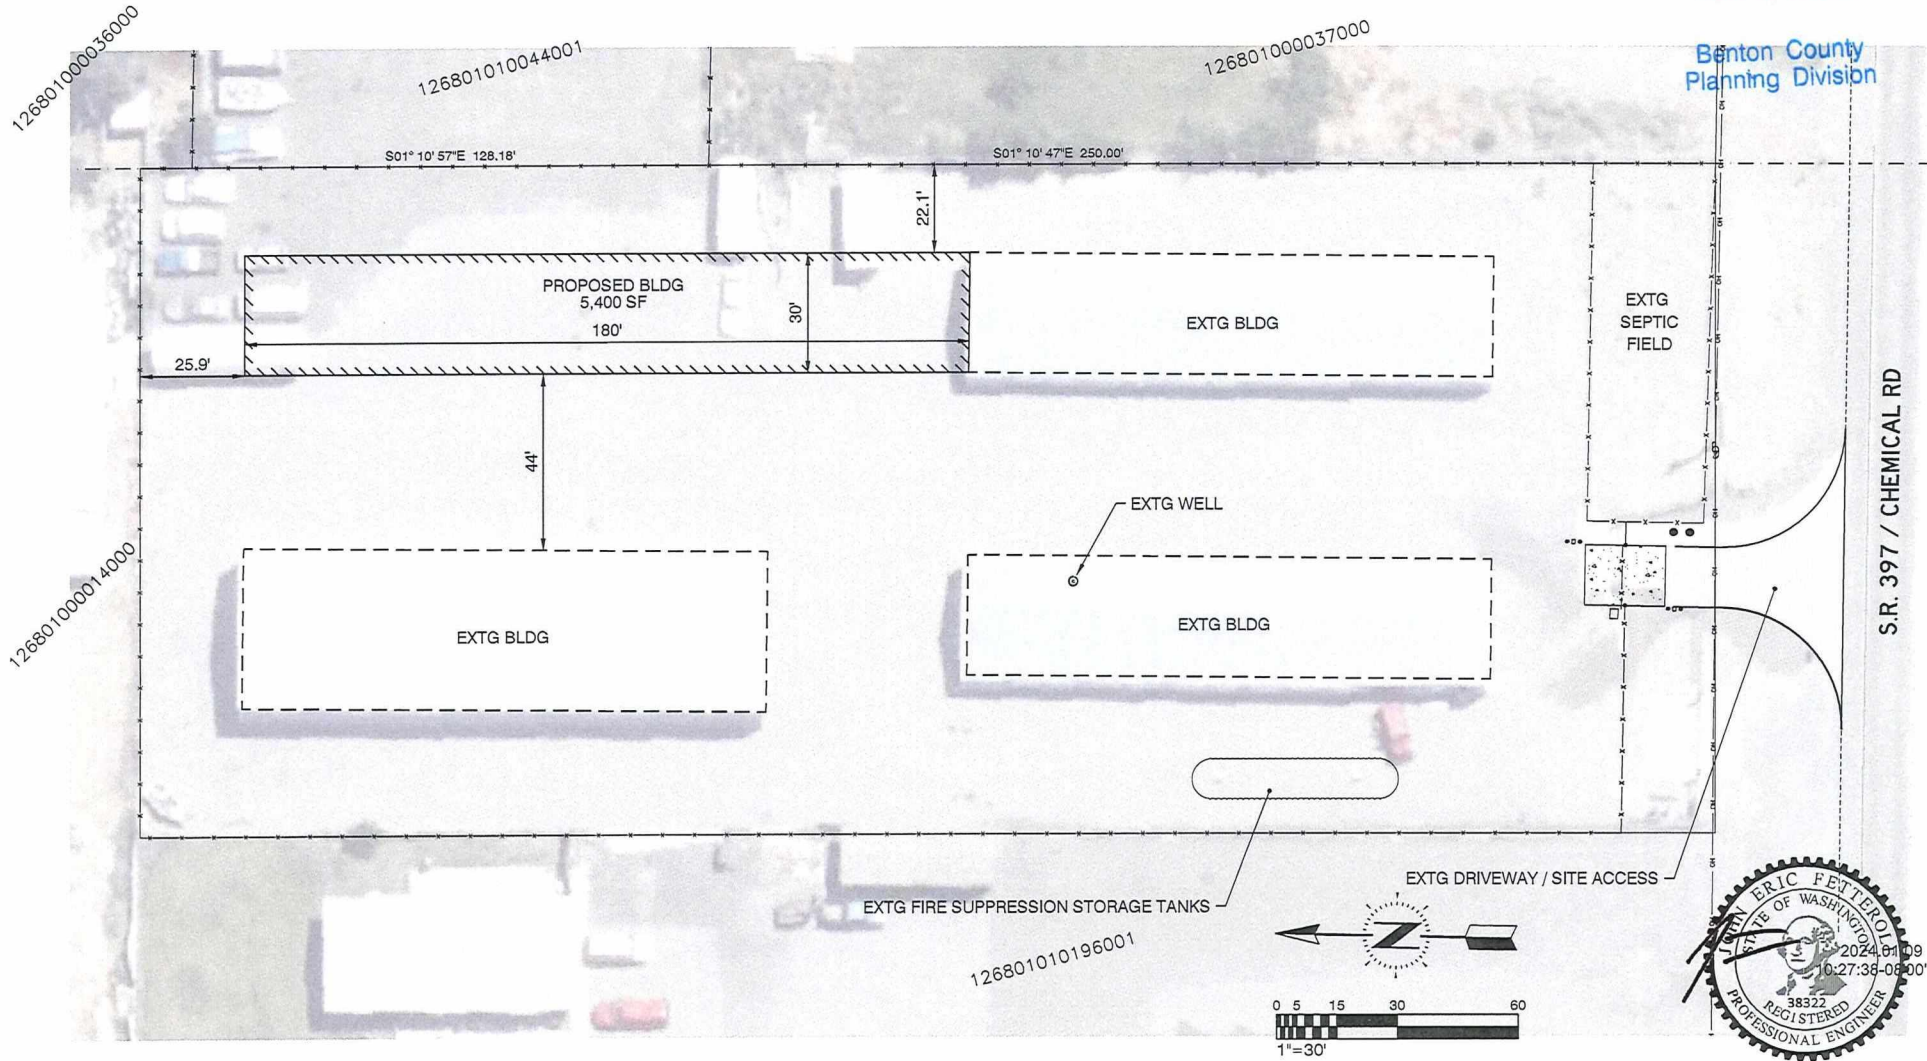 126801000036000
126801010044001
126801000037000
Benton County
Planning Division
S01° 10' 57"E 128.18'
S01° 10' 47"E 250.00'
22.1'
PROPOSED BLDG
5,400 SF
180'
30'
25.9'
EXTG BLDG
EXTG
SEPTIC
FIELD
44'
S.R. 397 / CHEMICAL RD
EXTG WELL
126801000014000
EXTG BLDG
EXTG BLDG
EXTG DRIVEWAY / SITE ACCESS
EXTG FIRE SUPPRESSION STORAGE TANKS
126801010196001
N
0 5 15 30 60
1"=30'
JOHN ERIC FETTEROLF
STATE OF WASHINGTON
2024.01.09
10:27:38-08'00'
38322
REGISTERED
PROFESSIONAL ENGINEER